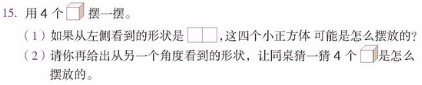 15. 用 4 个 摆一摆。
（1）如果从左侧看到的形状是 ，这四个小正方体 可能是怎么摆放的？
（2）请你再给出从另一个角度看到的形状，让同桌猜一猜 4 个 是怎么
摆放的。